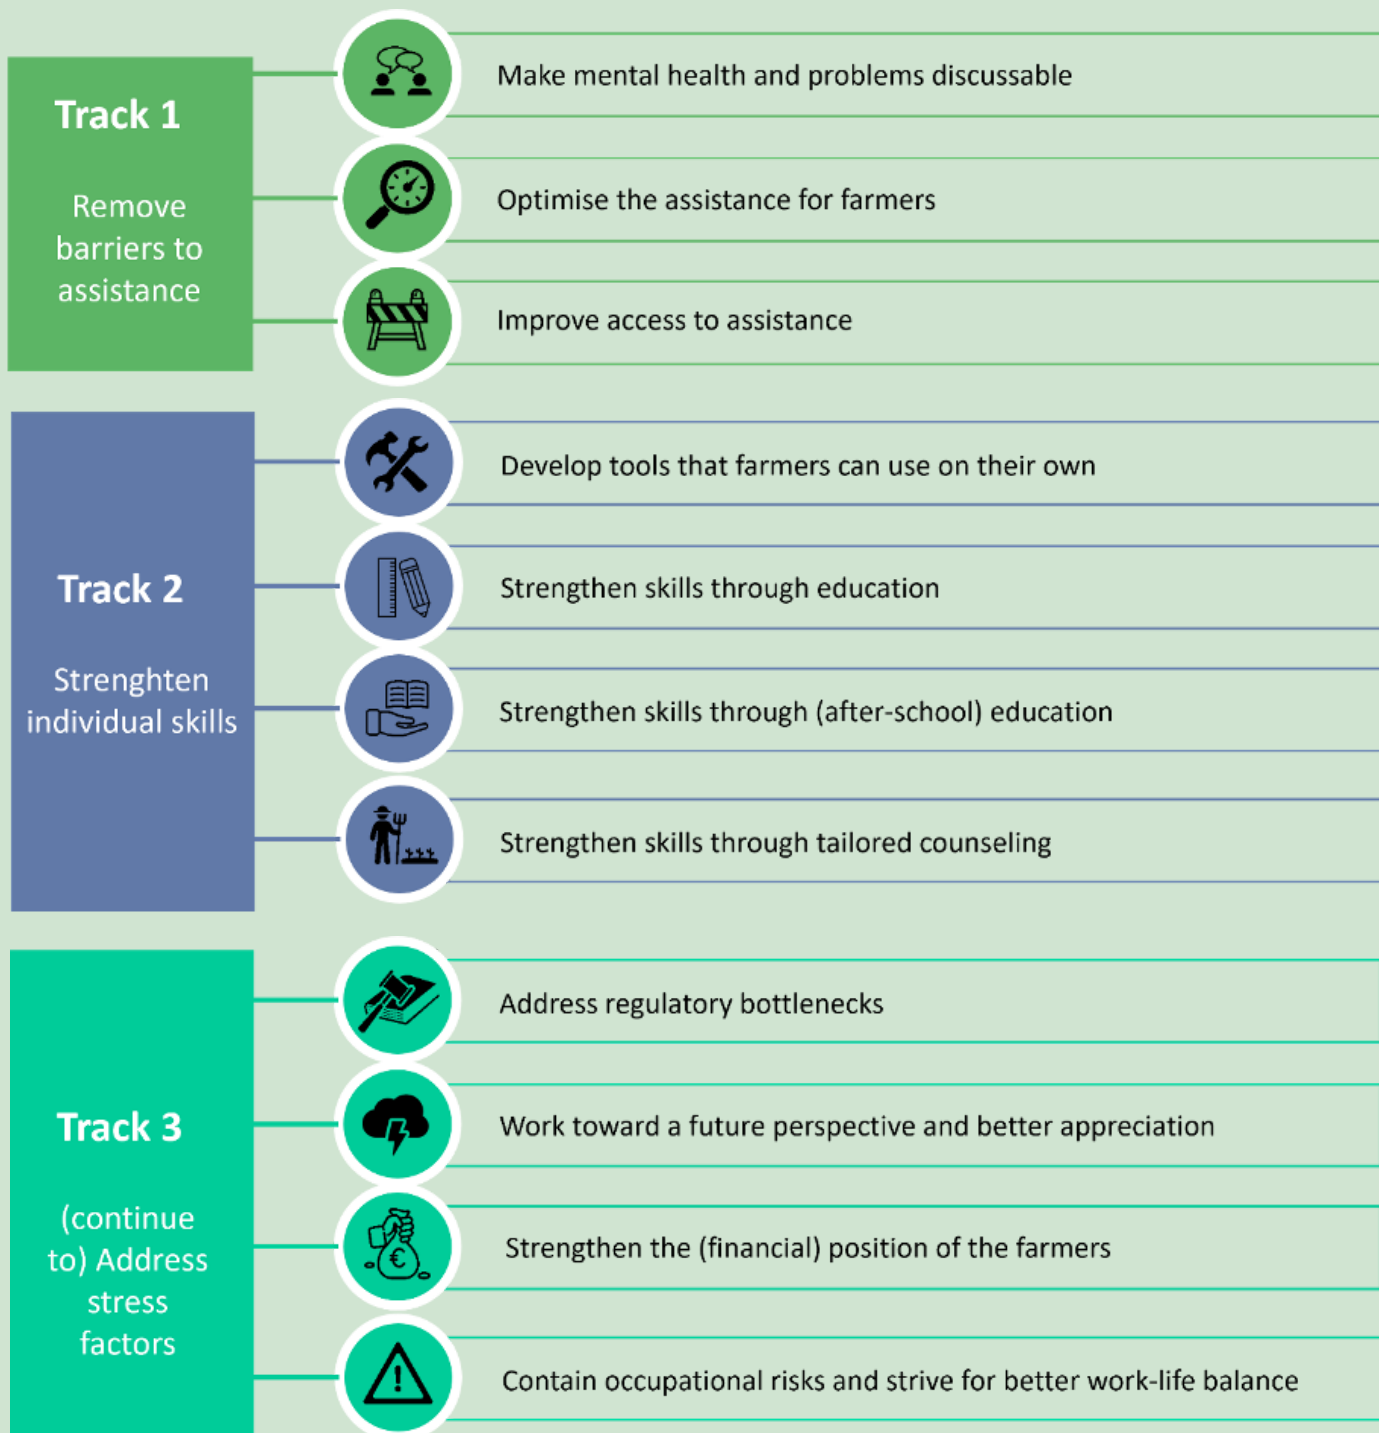 Track 1
Remove
barriers to
assistance
Make mental health and problems discussable
Optimise the assistance for farmers
Improve access to assistance
Track 2
Strenghten
individual skills
Develop tools that farmers can use on their own
Strengthen skills through education
Strengthen skills through (after-school) education
Strengthen skills through tailored counseling
Track 3
(continue
to) Address
stress
factors
Address regulatory bottlenecks
Work toward a future perspective and better appreciation
Strengthen the (financial) position of the farmers
€
Contain occupational risks and strive for better work-life balance